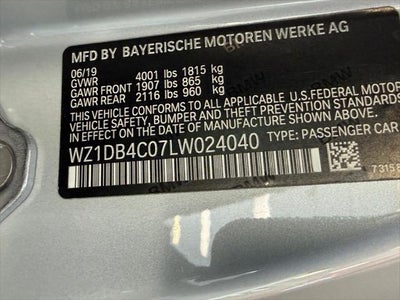 MFD BY BAYERISCHE MOTOREN WERKE AG
06/19
GVWR 4001 lbs 1815 kg
GAWR FRONT 1907 lbs 865 kg
GAWR REAR 2116 lbs 960 kg
THIS VEHICLE CONFORMS TO ALL APPLICABLE U.S.FEDERAL MOTOR
VEHICLE SAFETY, BUMPER AND THEFT PREVENTION STANDARDS
IN EFFECT ON THE DATE OF MANUFACTURE SHOWN ABOVE.
WZ1DB4C07LW024040 TYPE: PASSENGER CAR
73158